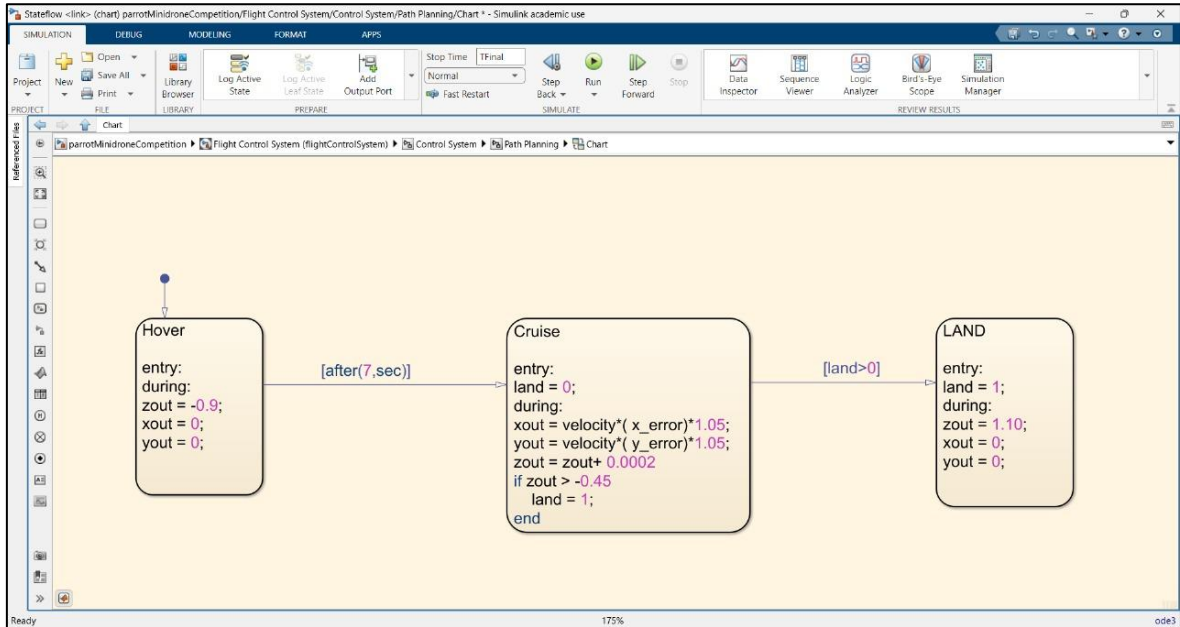 Stateflow <link> (chart) parrotMinidroneCompetition/Flight Control System/Control System/Path Planning/Chart * - Simulink academic use
SIMULATION DEBUG MODELING FORMAT APPS
Project
New
Open
Save All
Print
Library Browser
Log Active State
Log Active Leaf State
Add Output Port
Stop Time TFinal
Normal
Fast Restart
Step Back
Run
Step Forward
Stop
Data Inspector
Sequence Viewer
Logic Analyzer
Bird's-Eye Scope
Simulation Manager
PROJECT FILE LIBRARY PREPARE SIMULATE REVIEW RESULTS
Referenced Files
Chart
parrotMinidroneCompetition Flight Control System (flightControlSystem) Control System Path Planning Chart
Hover
entry:
during:
zout = -0.9;
xout = 0;
yout = 0;
[after(7,sec)]
Cruise
entry:
land = 0;
during:
xout = velocity*( x_error)*1.05;
yout = velocity*( y_error)*1.05;
zout = zout+ 0.0002
if zout > -0.45
land = 1;
end
[land>0]
LAND
entry:
land = 1;
during:
zout = 1.10;
xout = 0;
yout = 0;
Ready 175% ode3